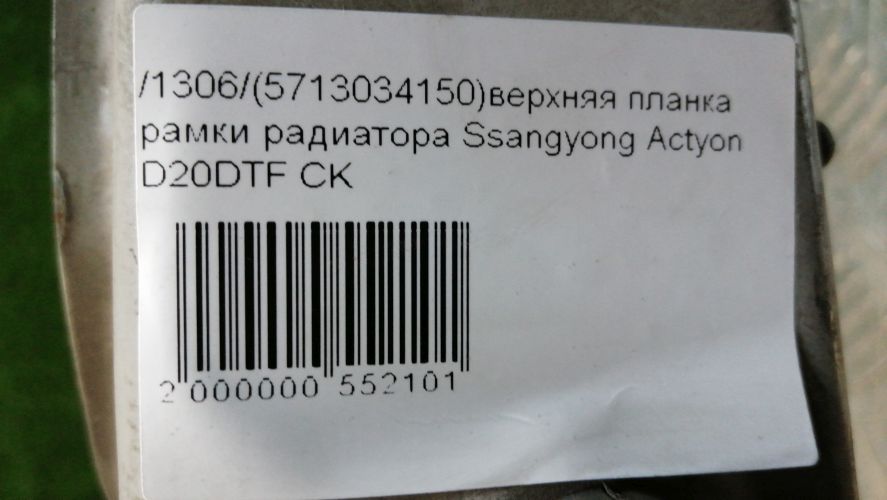 /1306/(5713034150)верхняя планка
рамки радиатора Ssangyong Actyon
D20DTF CK
2 000000 552101